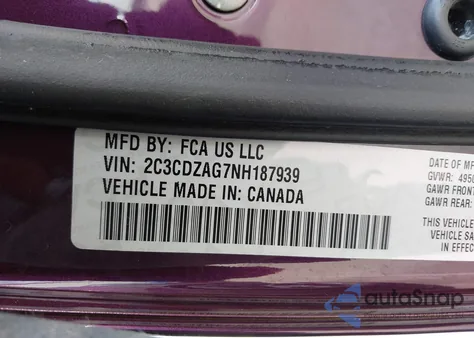 MFD BY: FCA US LLC
VIN: 2C3CDZAG7NH187939
VEHICLE MADE IN: CANADA
DATE OF MF
GVWR: 4950
GAWR FRONT
GAWR REAR:
THIS VEHICLE
VEHICLE SA
IN EFFEC
autoSnap